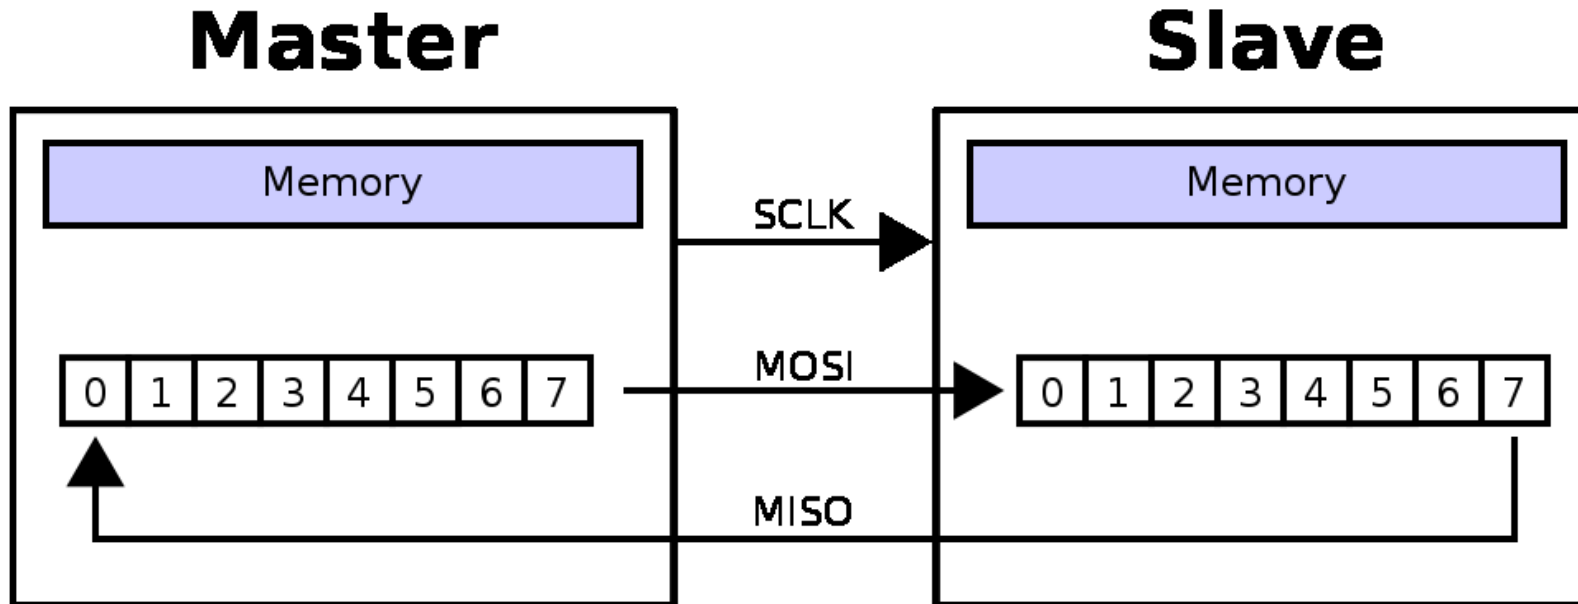 Master Slave
Memory Memory
SCLK
MOSI
0 1 2 3 4 5 6 7 0 1 2 3 4 5 6 7
MISO